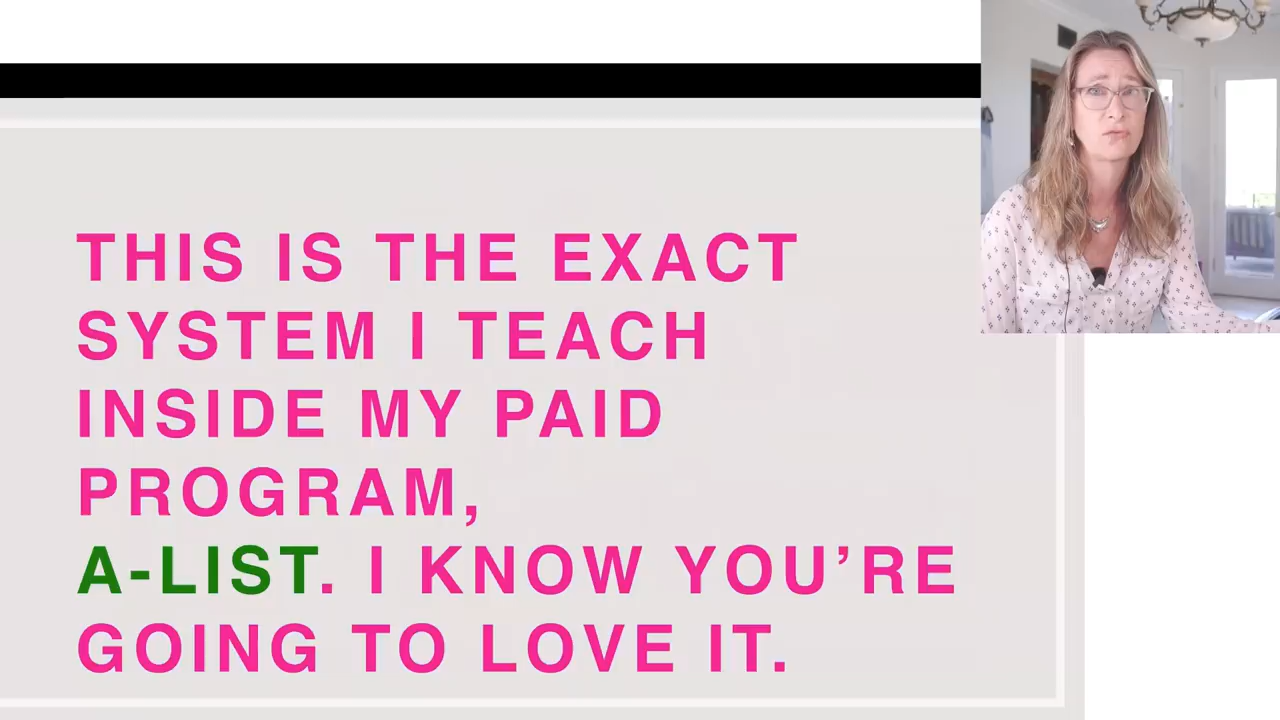 THIS IS THE EXACT
SYSTEM I TEACH
INSIDE MY PAID
PROGRAM,
A-LIST. I KNOW YOU’RE
GOING TO LOVE IT.